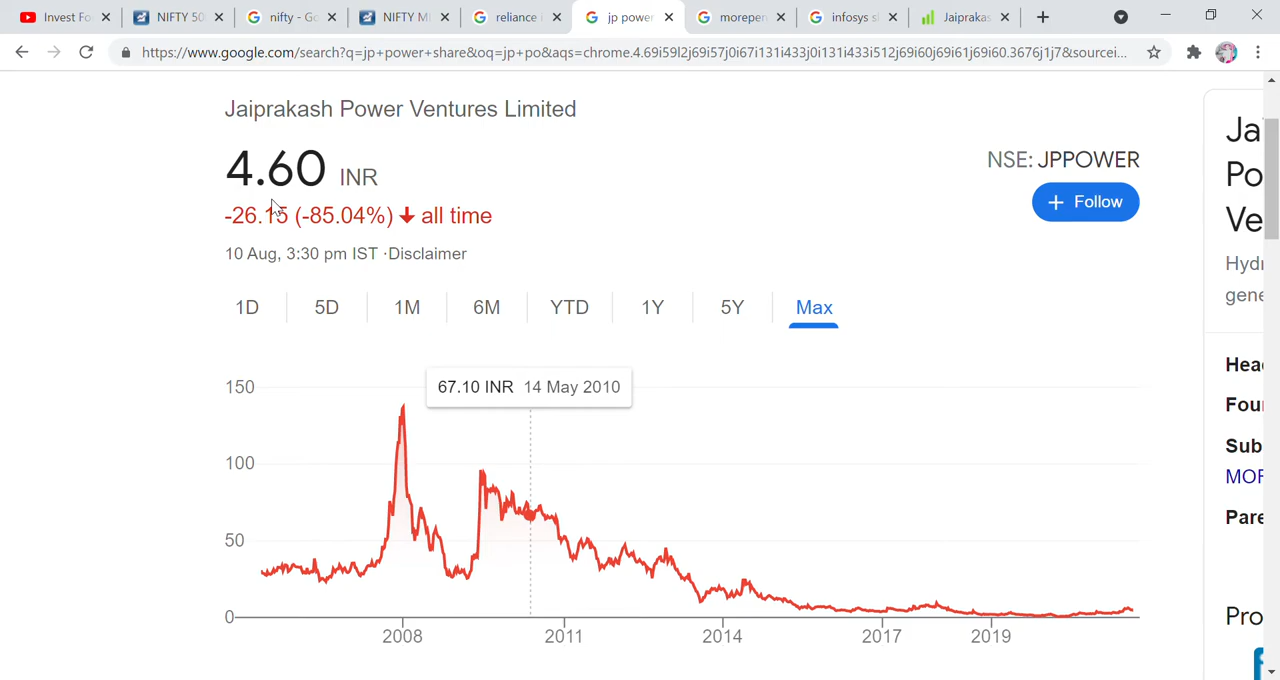 Invest Fo
NIFTY 50
nifty - Go
NIFTY MI
reliance
jp power
morepen
infosys s
Jaiprakas
https://www.google.com/search?q=jp+power+share&oq=jp+po&aqs=chrome.4.69i59l2j69i57j0i67i131i433j0i131i433i512j69i60j69i61j69i60.3676j1j7&sourcei...
Jaiprakash Power Ventures Limited
4.60 INR
NSE: JPPOWER
-26.15 (-85.04%) all time
+ Follow
10 Aug, 3:30 pm IST ·Disclaimer
1D
5D
1M
6M
YTD
1Y
5Y
Max
67.10 INR 14 May 2010
150
100
50
0
2008
2011
2014
2017
2019
Ja
Po
Ve
Hyd
gene
Hea
Fou
Sub
MOR
Pare
Pro